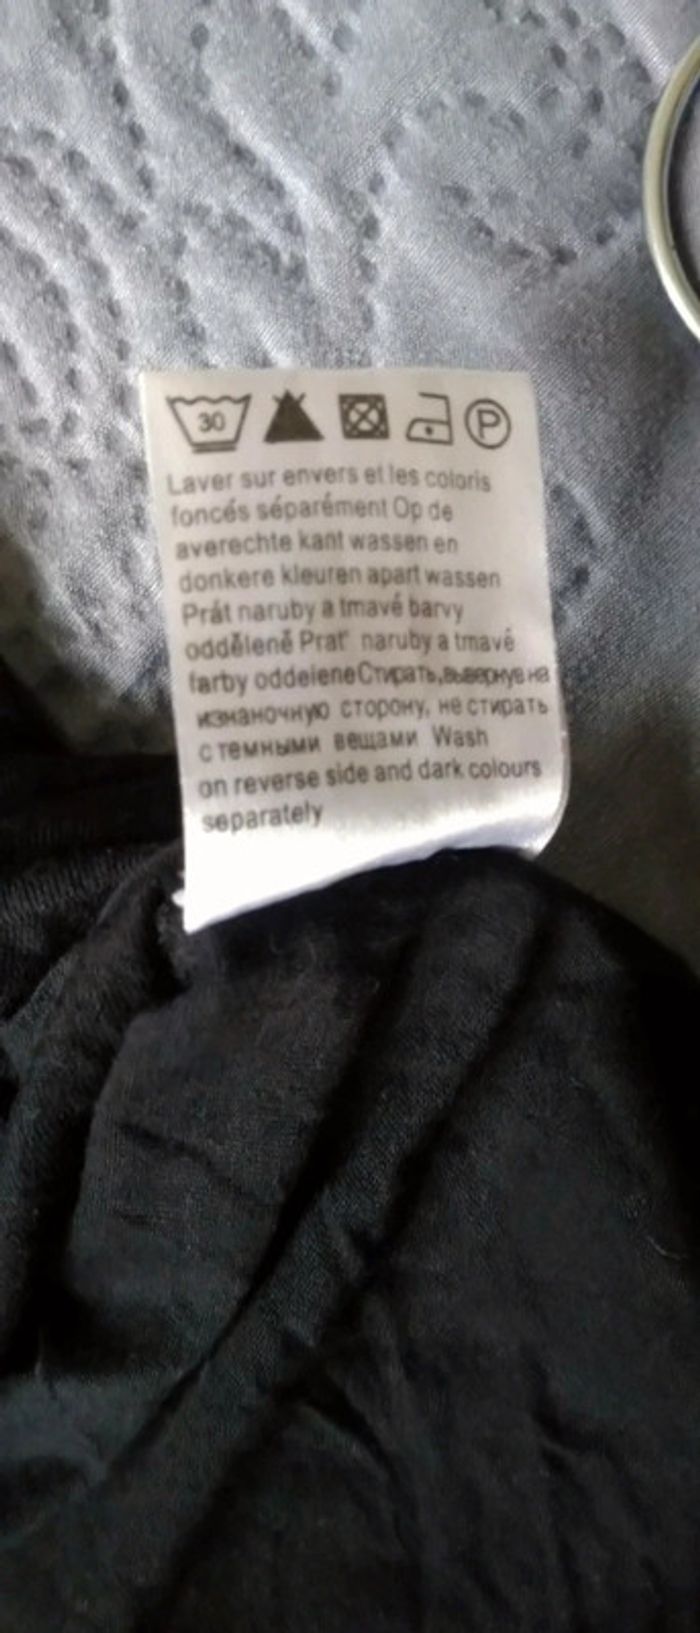 30 P
Laver sur envers et les coloris
foncés séparément Op de
averechte kant wassen en
donkere kleuren apart wassen
Prát naruby a tmavé barvy
odděleně Prat' naruby a tmavé
farby oddelene Стирать, вывернув на
изнаночную сторону, не стирать
с темными вещами Wash
on reverse side and dark colours
separately